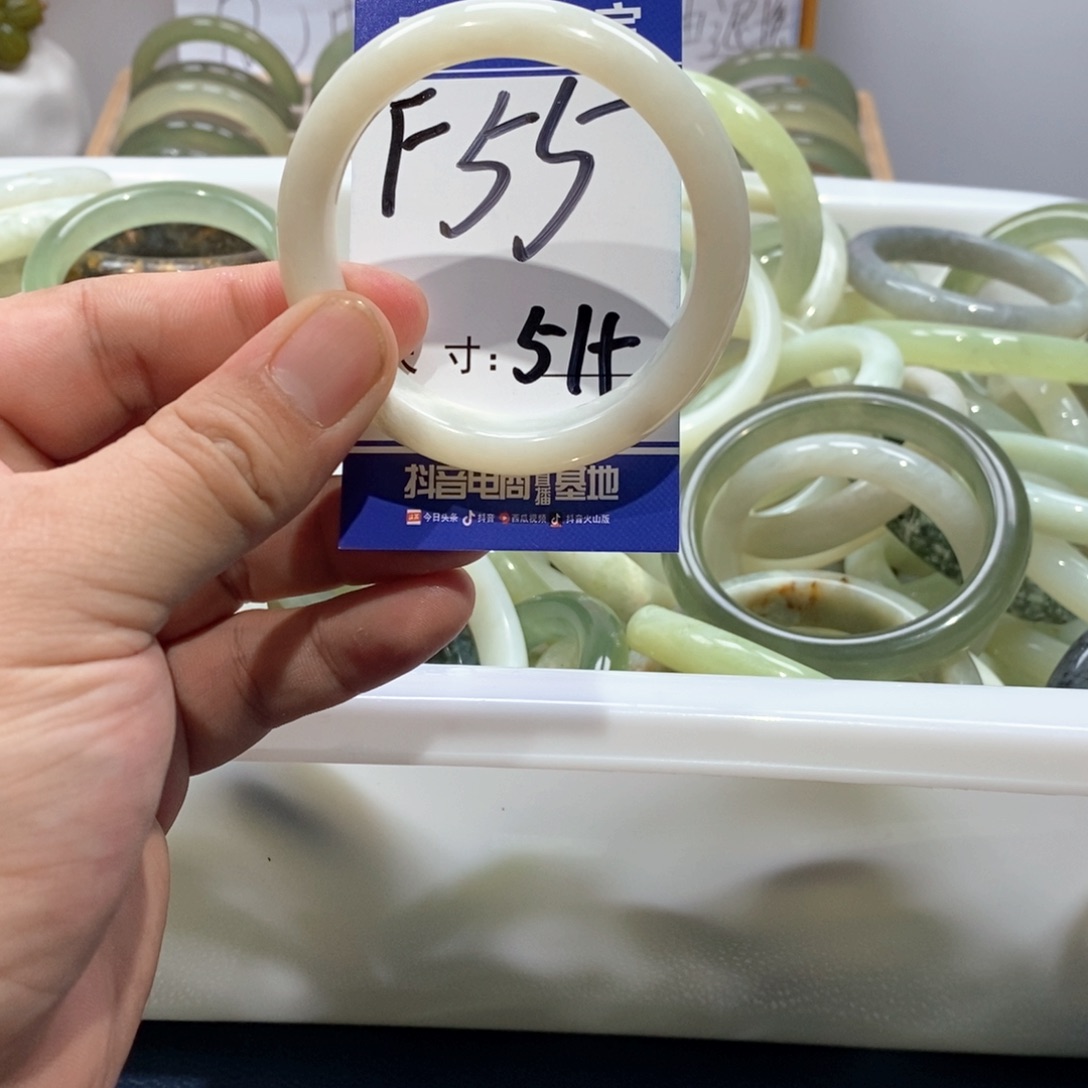 F55
寸：51+
抖音电商直播基地
今日头条 抖音 西瓜视频 抖音火山版